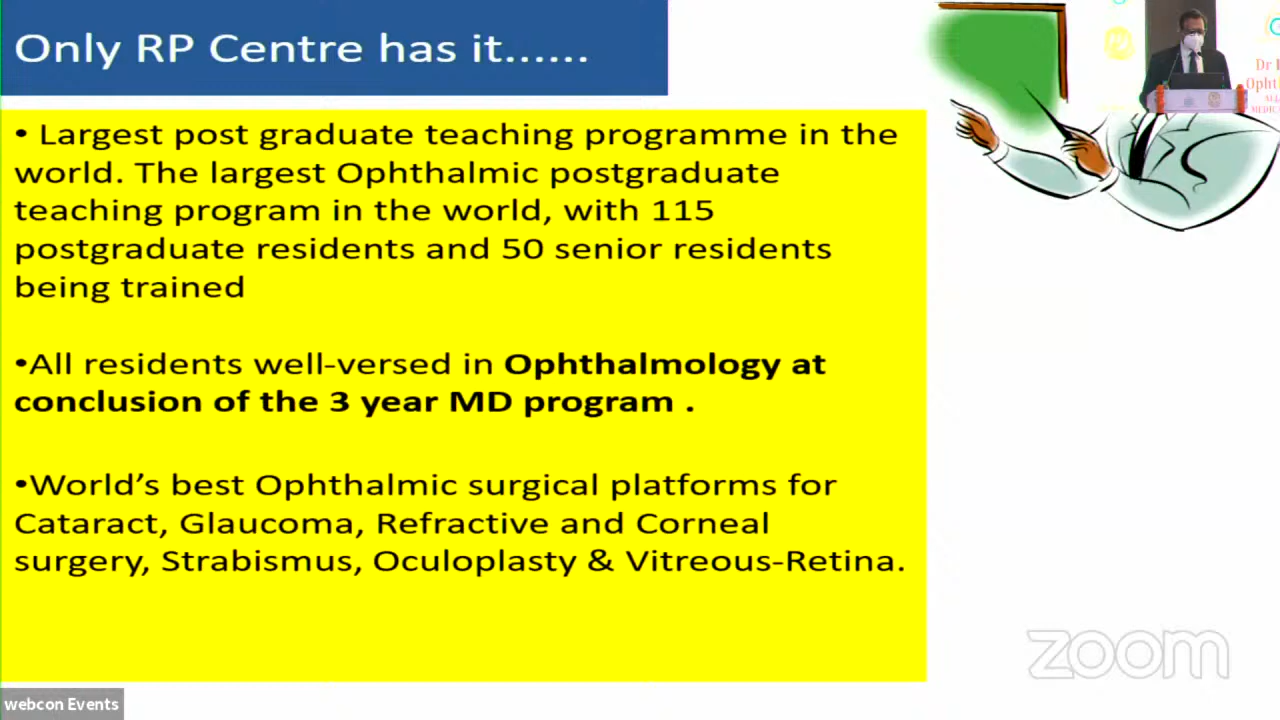 Only RP Centre has it......
• Largest post graduate teaching programme in the
world. The largest Ophthalmic postgraduate
teaching program in the world, with 115
postgraduate residents and 50 senior residents
being trained
•All residents well-versed in Ophthalmology at
conclusion of the 3 year MD program .
•World’s best Ophthalmic surgical platforms for
Cataract, Glaucoma, Refractive and Corneal
surgery, Strabismus, Oculoplasty & Vitreous-Retina.
Dr
zoom
webcon Events